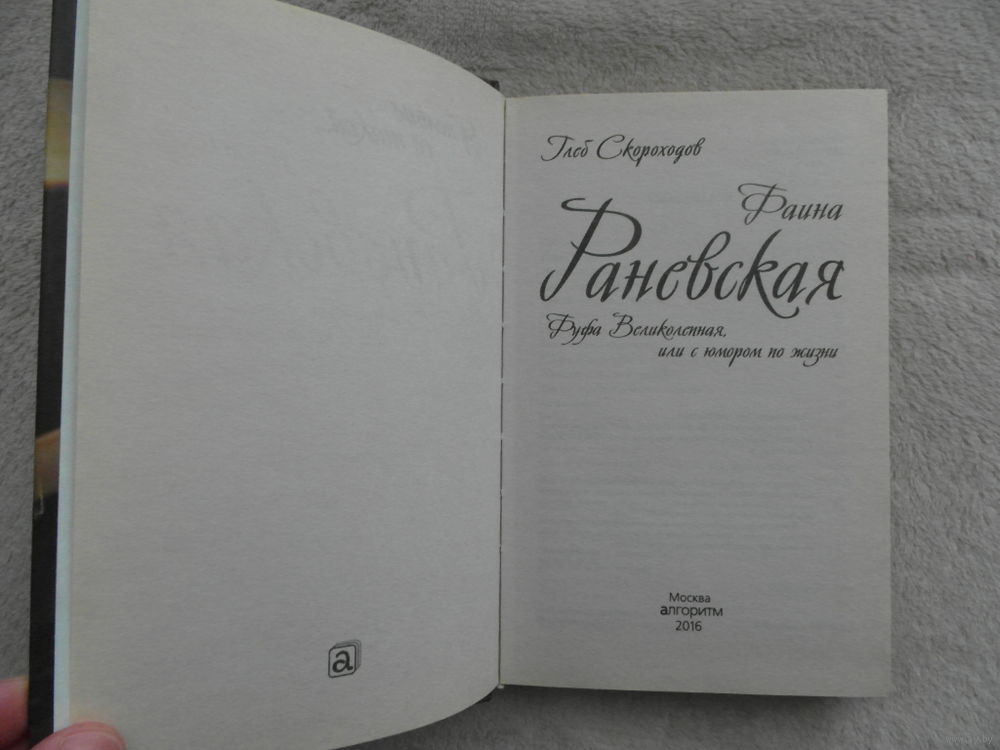 а
Глеб Скороходов
Фаина
Раневская
Фуфа Великолепная,
или с юмором по жизни
Москва
алгоритм
2016